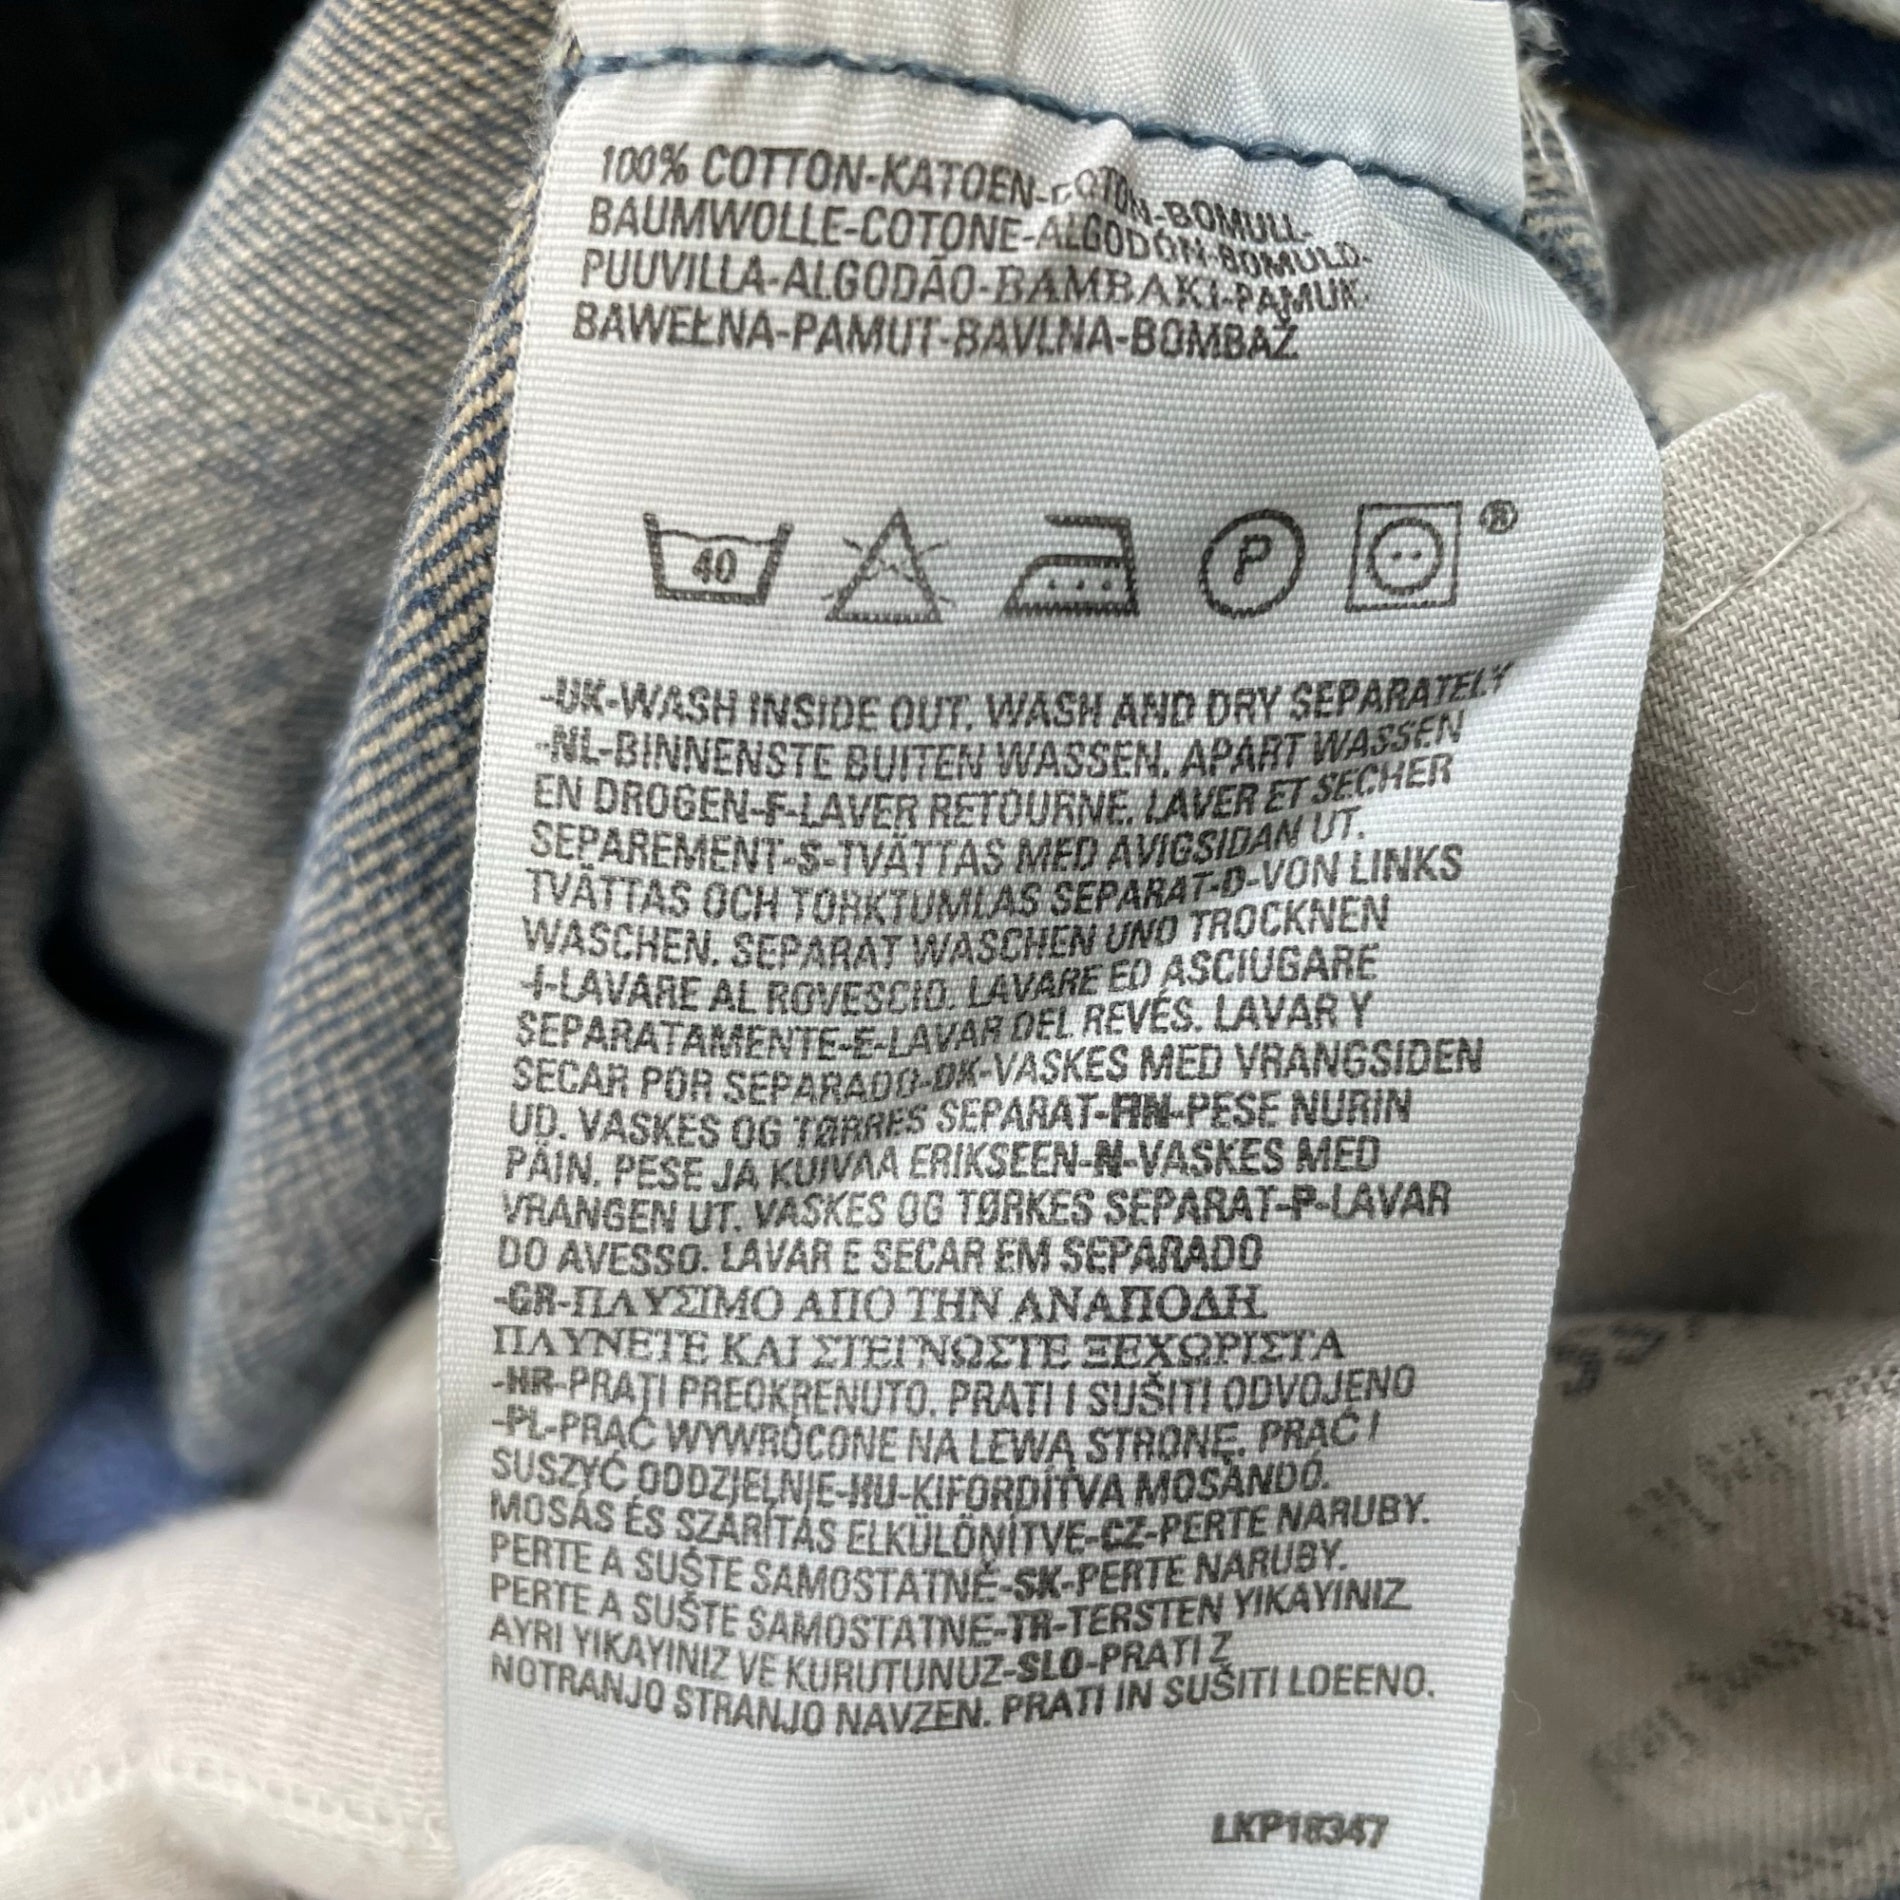 100% COTTON-KATOEN-COTON-BOMULL-
BAUMWOLLE-COTONE-ALGODÓN-BOMULD-
PUUVILLA-ALGODÃO-BAMBAKI-PAMUK-
BAWEŁNA-PAMUT-BAVLNA-BOMBAŽ
40 P ®
-UK-WASH INSIDE OUT. WASH AND DRY SEPARATELY
-NL-BINNENSTE BUITEN WASSEN. APART WASSEN
EN DROGEN-F-LAVER RETOURNE. LAVER ET SECHER
SEPAREMENT-S-TVÄTTAS MED AVIGSIDAN UT.
TVÄTTAS OCH TORKTUMLAS SEPARAT-D-VON LINKS
WASCHEN. SEPARAT WASCHEN UND TROCKNEN
-I-LAVARE AL ROVESCIO. LAVARE ED ASCIUGARE
SEPARATAMENTE-E-LAVAR DEL REVÉS. LAVAR Y
SECAR POR SEPARADO-DK-VASKES MED VRANGSIDEN
UD. VASKES OG TØRRES SEPARAT-FIN-PESE NURIN
PÄIN. PESE JA KUIVAA ERIKSEEN-N-VASKES MED
VRANGEN UT. VASKES OG TØRKES SEPARAT-P-LAVAR
DO AVESSO. LAVAR E SECAR EM SEPARADO
-GR-ΠΛΥΣΙΜΟ ΑΠΟ ΤΗΝ ΑΝΑΠΟΔΗ.
ΠΛΥΝΕΤΕ ΚΑΙ ΣΤΕΓΝΩΣΤΕ ΞΕΧΩΡΙΣΤΑ
-HR-PRATI PREOKRENUTO. PRATI I SUŠITI ODVOJENO
-PL-PRAĆ WYWRÓCONE NA LEWĄ STRONĘ. PRAĆ I
SUSZYĆ ODDZIELNIE-HU-KIFORDÍTVA MOSÁNDÓ.
MOSÁS ÉS SZÁRÍTÁS ELKÜLÖNÍTVE-CZ-PERTE NARUBY.
PERTE A SUŠTE SAMOSTATNĚ-SK-PERTE NARUBY.
PERTE A SUŠTE SAMOSTATNE-TR-TERSTEN YIKAYINIZ
AYRI YIKAYINIZ VE KURUTUNUZ-SLO-PRATI Z
NOTRANJO STRANJO NAVZEN. PRATI IN SUŠITI LOEENO.
LKP18347